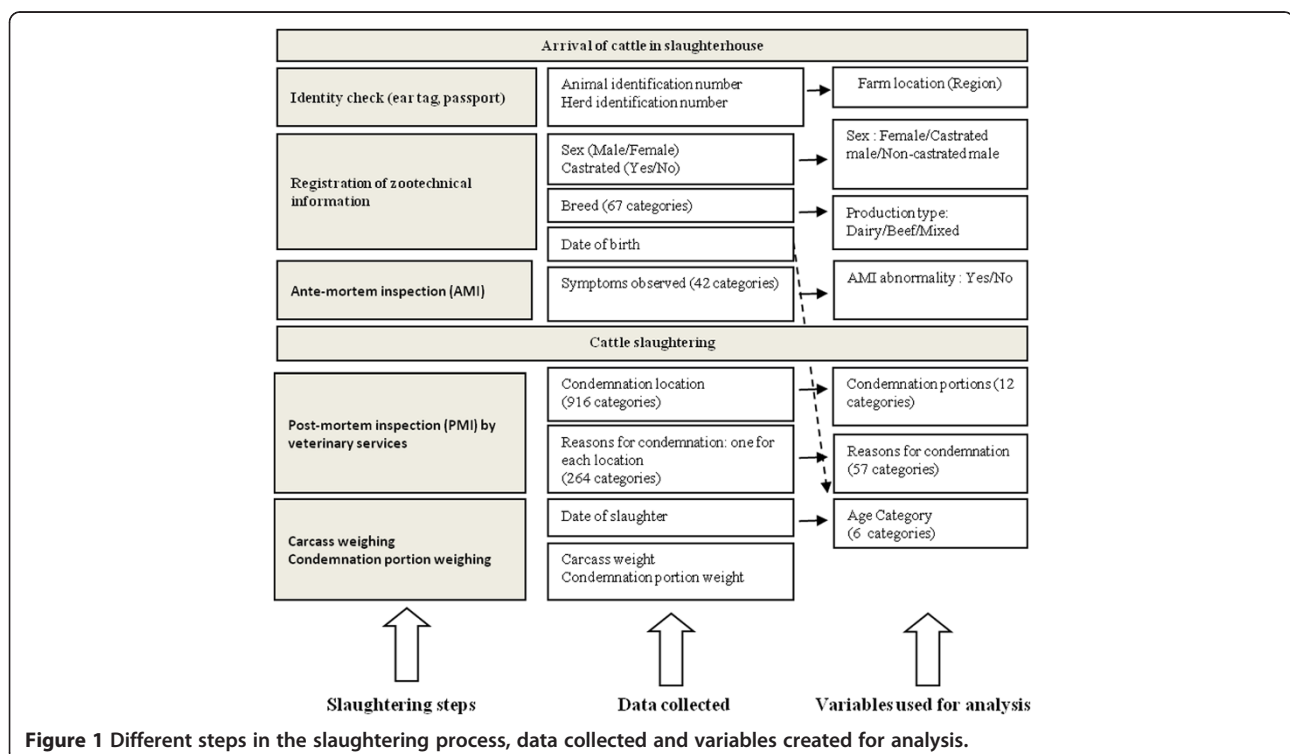 Arrival of cattle in slaughterhouse
Identity check (ear tag, passport)
Animal identification number
Herd identification number
Farm location (Region)
Registration of zootechnical
information
Sex (Male/Female)
Castrated (Yes/No)
Sex : Female/Castrated
male/Non-castrated male
Breed (67 categories)
Production type:
Dairy/Beef/Mixed
Date of birth
Ante-mortem inspection (AMI)
Symptoms observed (42 categories)
AMI abnormality : Yes/No
Cattle slaughtering
Post-mortem inspection (PMI) by
veterinary services
Condemnation location
(916 categories)
Condemnation portions (12
categories)
Reasons for condemnation: one for
each location
(264 categories)
Reasons for condemnation
(57 categories)
Carcass weighing
Condemnation portion weighing
Date of slaughter
Age Category
(6 categories)
Carcass weight
Condemnation portion weight
Slaughtering steps
Data collected
Variables used for analysis
Figure 1 Different steps in the slaughtering process, data collected and variables created for analysis.